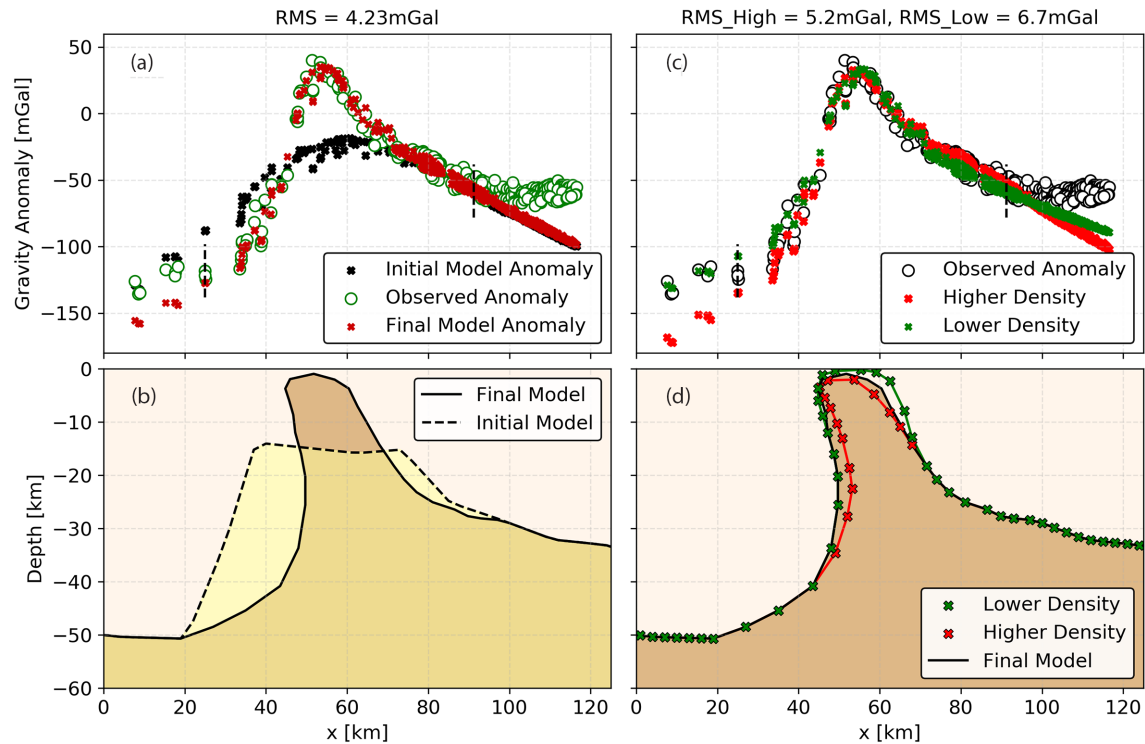 RMS = 4.23mGal
RMS_High = 5.2mGal, RMS_Low = 6.7mGal
Gravity Anomaly [mGal]
50
0
−50
−100
−150
(a)
Initial Model Anomaly
Observed Anomaly
Final Model Anomaly
(c)
Observed Anomaly
Higher Density
Lower Density
Depth [km]
0
−10
−20
−30
−40
−50
−60
(b)
Final Model
Initial Model
(d)
Lower Density
Higher Density
Final Model
0 20 40 60 80 100 120
x [km]
0 20 40 60 80 100 120
x [km]